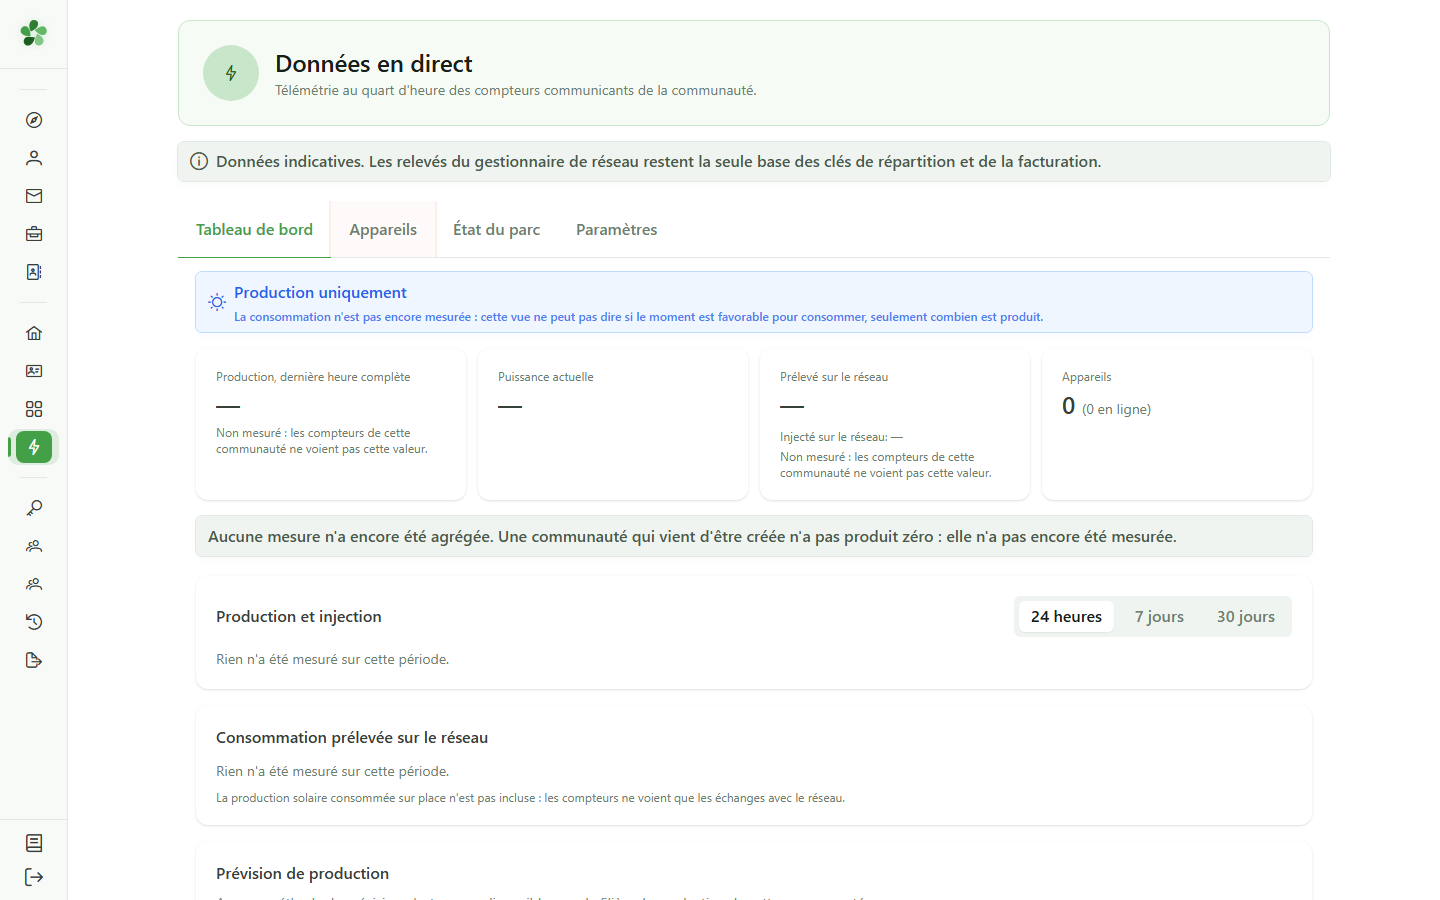 Données en direct
Télémétrie au quart d'heure des compteurs communicants de la communauté.
Données indicatives. Les relevés du gestionnaire de réseau restent la seule base des clés de répartition et de la facturation.
Tableau de bord
Appareils
État du parc
Paramètres
Production uniquement
La consommation n'est pas encore mesurée : cette vue ne peut pas dire si le moment est favorable pour consommer, seulement combien est produit.
Production, dernière heure complète
—
Non mesuré : les compteurs de cette
communauté ne voient pas cette valeur.
Puissance actuelle
—
Prélevé sur le réseau
—
Injecté sur le réseau: —
Non mesuré : les compteurs de cette
communauté ne voient pas cette valeur.
Appareils
0 (0 en ligne)
Aucune mesure n'a encore été agrégée. Une communauté qui vient d'être créée n'a pas produit zéro : elle n'a pas encore été mesurée.
Production et injection
24 heures
7 jours
30 jours
Rien n'a été mesuré sur cette période.
Consommation prélevée sur le réseau
Rien n'a été mesuré sur cette période.
La production solaire consommée sur place n'est pas incluse : les compteurs ne voient que les échanges avec le réseau.
Prévision de production